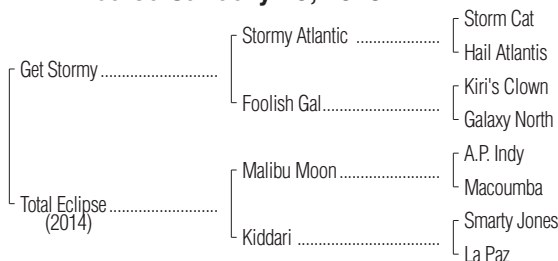 Storm Cat
Stormy Atlantic
Hail Atlantis
Get Stormy
Kiri's Clown
Foolish Gal
Galaxy North
A.P. Indy
Malibu Moon
Macoumba
Total Eclipse
(2014)
Smarty Jones
Kiddari
La Paz